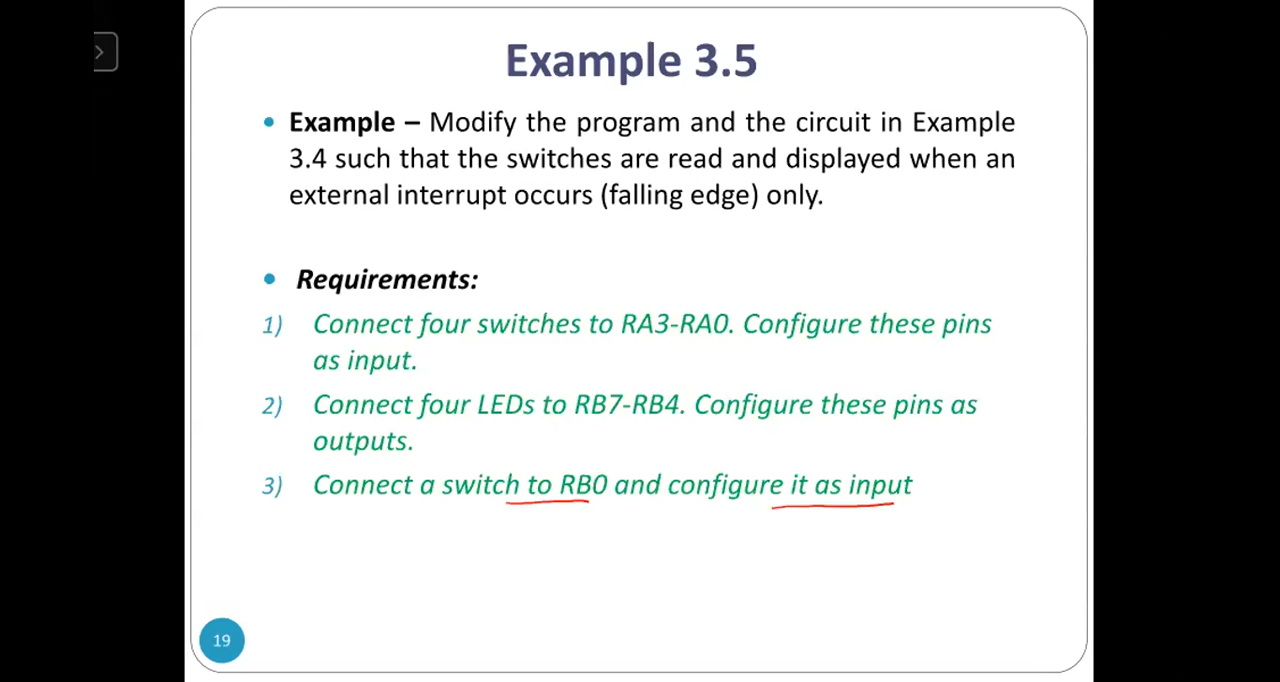 Example 3.5
• Example – Modify the program and the circuit in Example
3.4 such that the switches are read and displayed when an
external interrupt occurs (falling edge) only.
• Requirements:
1) Connect four switches to RA3-RA0. Configure these pins
as input.
2) Connect four LEDs to RB7-RB4. Configure these pins as
outputs.
3) Connect a switch to RB0 and configure it as input
19